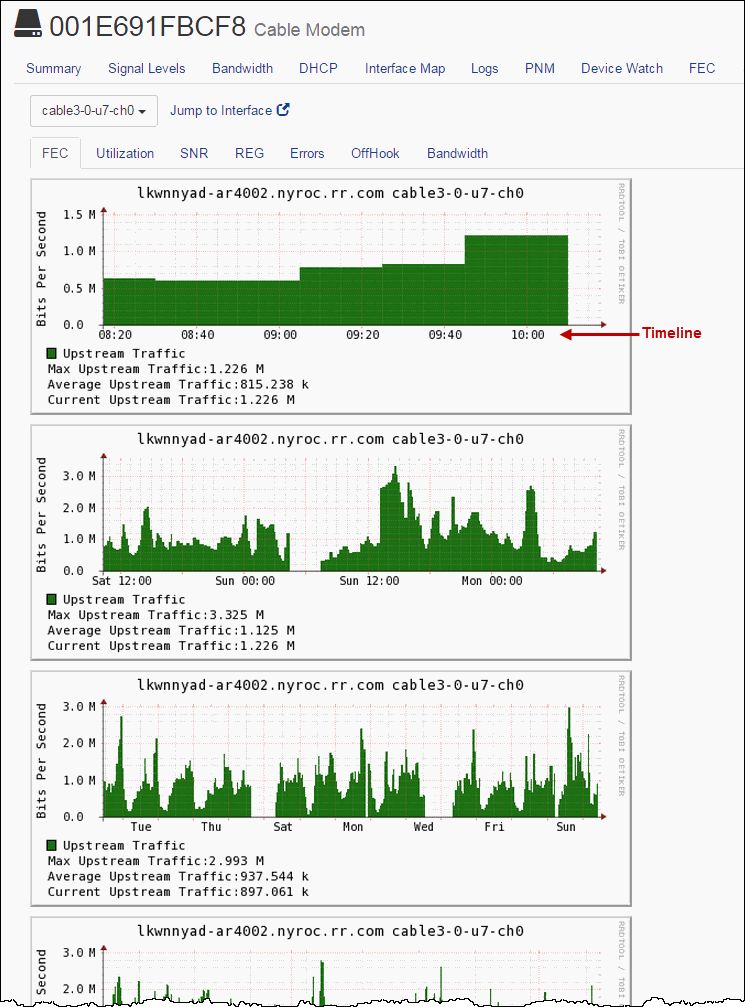 001E691FBCF8 Cable Modem
Summary Signal Levels Bandwidth DHCP Interface Map Logs PNM Device Watch FEC
cable3-0-u7-ch0 Jump to Interface
FEC Utilization SNR REG Errors OffHook Bandwidth
lkwnnyad-ar4002.nyroc.rr.com cable3-0-u7-ch0
RRDTOOL / TOBI OETIKER
Bits Per Second
1.5 M
1.0 M
0.5 M
0.0
08:20 08:40 09:00 09:20 09:40 10:00
Timeline
Upstream Traffic
Max Upstream Traffic:1.226 M
Average Upstream Traffic:815.238 k
Current Upstream Traffic:1.226 M
lkwnnyad-ar4002.nyroc.rr.com cable3-0-u7-ch0
RRDTOOL / TOBI OETIKER
Bits Per Second
3.0 M
2.0 M
1.0 M
0.0
Sat 12:00 Sun 00:00 Sun 12:00 Mon 00:00
Upstream Traffic
Max Upstream Traffic:3.325 M
Average Upstream Traffic:1.125 M
Current Upstream Traffic:1.226 M
lkwnnyad-ar4002.nyroc.rr.com cable3-0-u7-ch0
RRDTOOL / TOBI OETIKER
Bits Per Second
3.0 M
2.0 M
1.0 M
0.0
Tue Thu Sat Mon Wed Fri Sun
Upstream Traffic
Max Upstream Traffic:2.993 M
Average Upstream Traffic:937.544 k
Current Upstream Traffic:897.061 k
lkwnnyad-ar4002.nyroc.rr.com cable3-0-u7-ch0
RRDTOOL / TOBI
Second
3.0 M
2.0 M